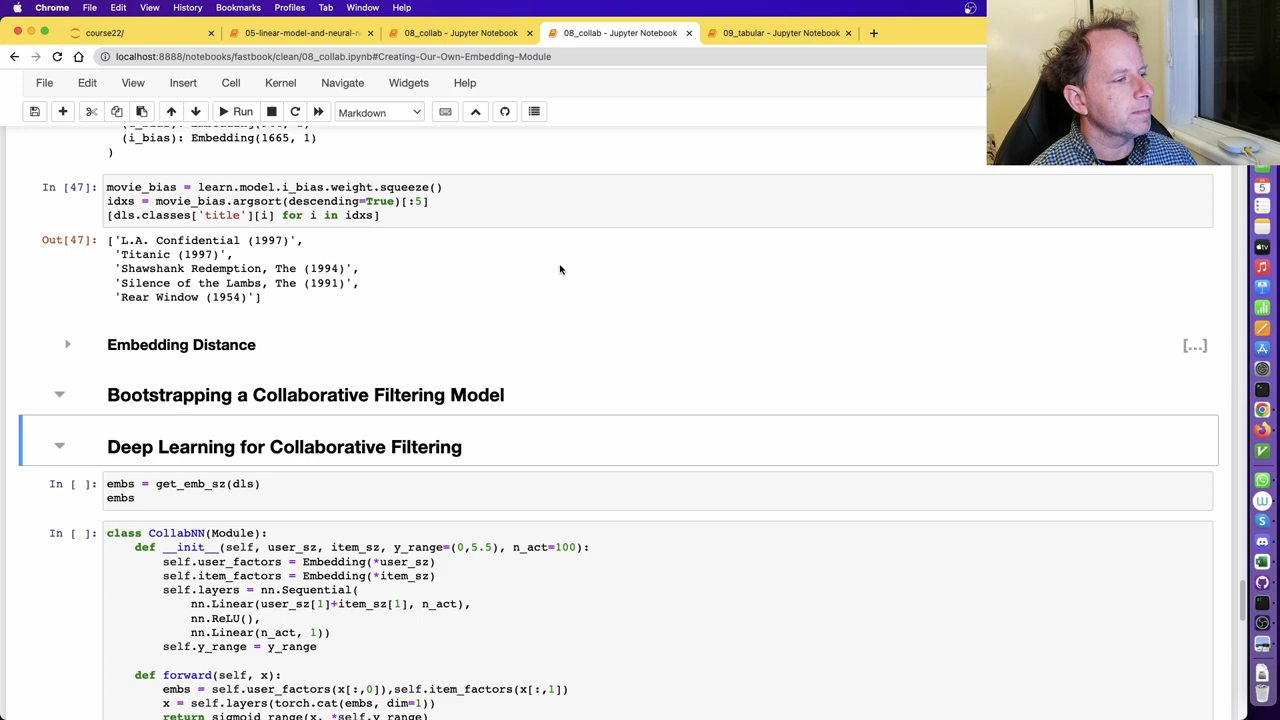 Chrome File Edit View History Bookmarks Profiles Tab Window Help
course22/ 05-linear-model-and-neural-n 08_collab - Jupyter Notebook 08_collab - Jupyter Notebook 09_tabular - Jupyter Notebook
localhost:8888/notebooks/fastbook/clean/08_collab.ipynb#Creating-Our-Own-Embedding-Module
File Edit View Insert Cell Kernel Navigate Widgets Help
Run Markdown
(i_bias): Embedding(1665, 1)
)
In [47]: movie_bias = learn.model.i_bias.weight.squeeze()
idxs = movie_bias.argsort(descending=True)[:5]
[dls.classes['title'][i] for i in idxs]
Out[47]: ['L.A. Confidential (1997)',
'Titanic (1997)',
'Shawshank Redemption, The (1994)',
'Silence of the Lambs, The (1991)',
'Rear Window (1954)']
Embedding Distance [...]
Bootstrapping a Collaborative Filtering Model
Deep Learning for Collaborative Filtering
In [ ]: embs = get_emb_sz(dls)
embs
In [ ]: class CollabNN(Module):
def __init__(self, user_sz, item_sz, y_range=(0,5.5), n_act=100):
self.user_factors = Embedding(*user_sz)
self.item_factors = Embedding(*item_sz)
self.layers = nn.Sequential(
nn.Linear(user_sz[1]+item_sz[1], n_act),
nn.ReLU(),
nn.Linear(n_act, 1))
self.y_range = y_range
def forward(self, x):
embs = self.user_factors(x[:,0]),self.item_factors(x[:,1])
x = self.layers(torch.cat(embs, dim=1))
return sigmoid_range(x, *self.y_range)
5